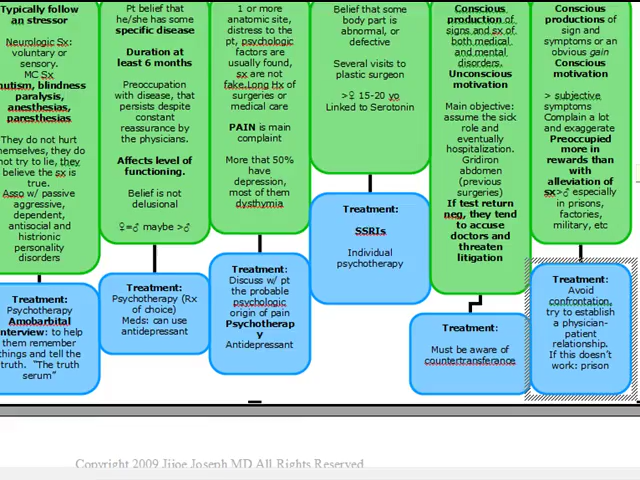 Typically follow
an stressor
Neurologic Sx:
voluntary or
sensory.
MC Sx
mutism, blindness
paralysis,
anesthesias,
paresthesias
They do not hurt
themselves, they do
not try to lie, they
believe the sx is
true.
Asso w/ passive
aggressive,
dependent,
antisocial and
histrionic
personality
disorders
Treatment:
Psychotherapy
Amobarbital
interview: to help
them remember
things and tell the
truth. "The truth
serum"
Pt belief that
he/she has some
specific disease
Duration at
least 6 months
Preoccupation
with disease, that
persists despite
constant
reassurance by
the physicians.
Affects level of
functioning.
Belief is not
delusional
♀=♂ maybe >♂
Treatment:
Psychotherapy (Rx
of choice)
Meds: can use
antidepressant
1 or more
anatomic site,
distress to the
pt, psychologic
factors are
usually found,
sx are not
fake.Long Hx of
surgeries or
medical care
PAIN is main
complaint
More that 50%
have
depression,
most of them
dysthymia
Treatment:
Discuss w/ pt
the probable
psychologic
origin of pain
Psychotherap
y
Antidepressant
Belief that some
body part is
abnormal, or
defective
Several visits to
plastic surgeon
>♀ 15-20 yo
Linked to Serotonin
Treatment:
SSRIs
Individual
psychotherapy
Conscious
production of
signs and sx of
both medical
and mental
disorders.
Unconscious
motivation
Main objective:
assume the sick
role and
eventually
hospitalization.
Gridiron
abdomen
(previous
surgeries)
If test return
neg, they tend
to accuse
doctors and
threaten
litigation
Treatment:
Must be aware of
countertransferance
Conscious
productions of
sign and
symptoms or an
obvious gain
Conscious
motivation
> subjective
symptoms
Complain a lot
and exaggerate
Preoccupied
more in
rewards than
with
alleviation of
sx>♂ especially
in prisons,
factories,
military, etc
Treatment:
Avoid
confrontation,
try to establish
a physician-
patient
relationship.
If this doesn't
work: prison
Copyright 2009 Jijoe Joseph MD All Rights Reserved